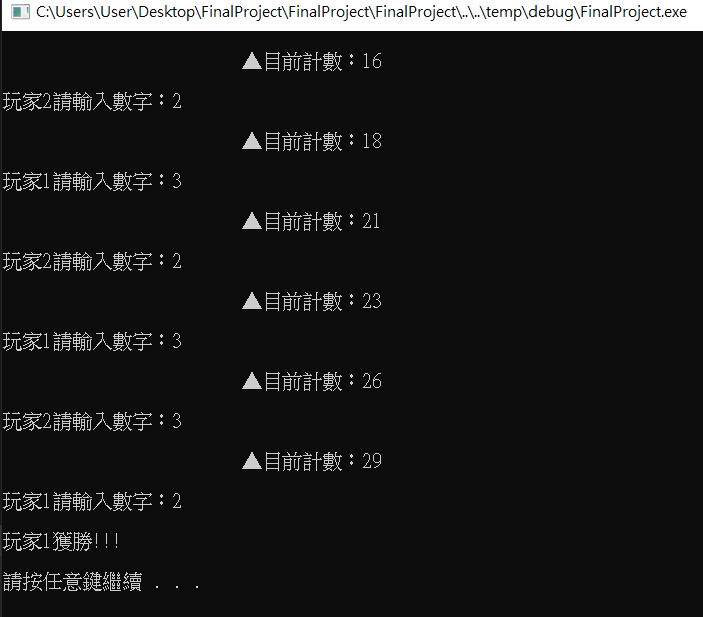 C:\Users\User\Desktop\FinalProject\FinalProject\FinalProject\..\..\temp\debug\FinalProject.exe
▲目前計數：16
玩家2請輸入數字：2
▲目前計數：18
玩家1請輸入數字：3
▲目前計數：21
玩家2請輸入數字：2
▲目前計數：23
玩家1請輸入數字：3
▲目前計數：26
玩家2請輸入數字：3
▲目前計數：29
玩家1請輸入數字：2
玩家1獲勝!!!
請按任意鍵繼續 . . .